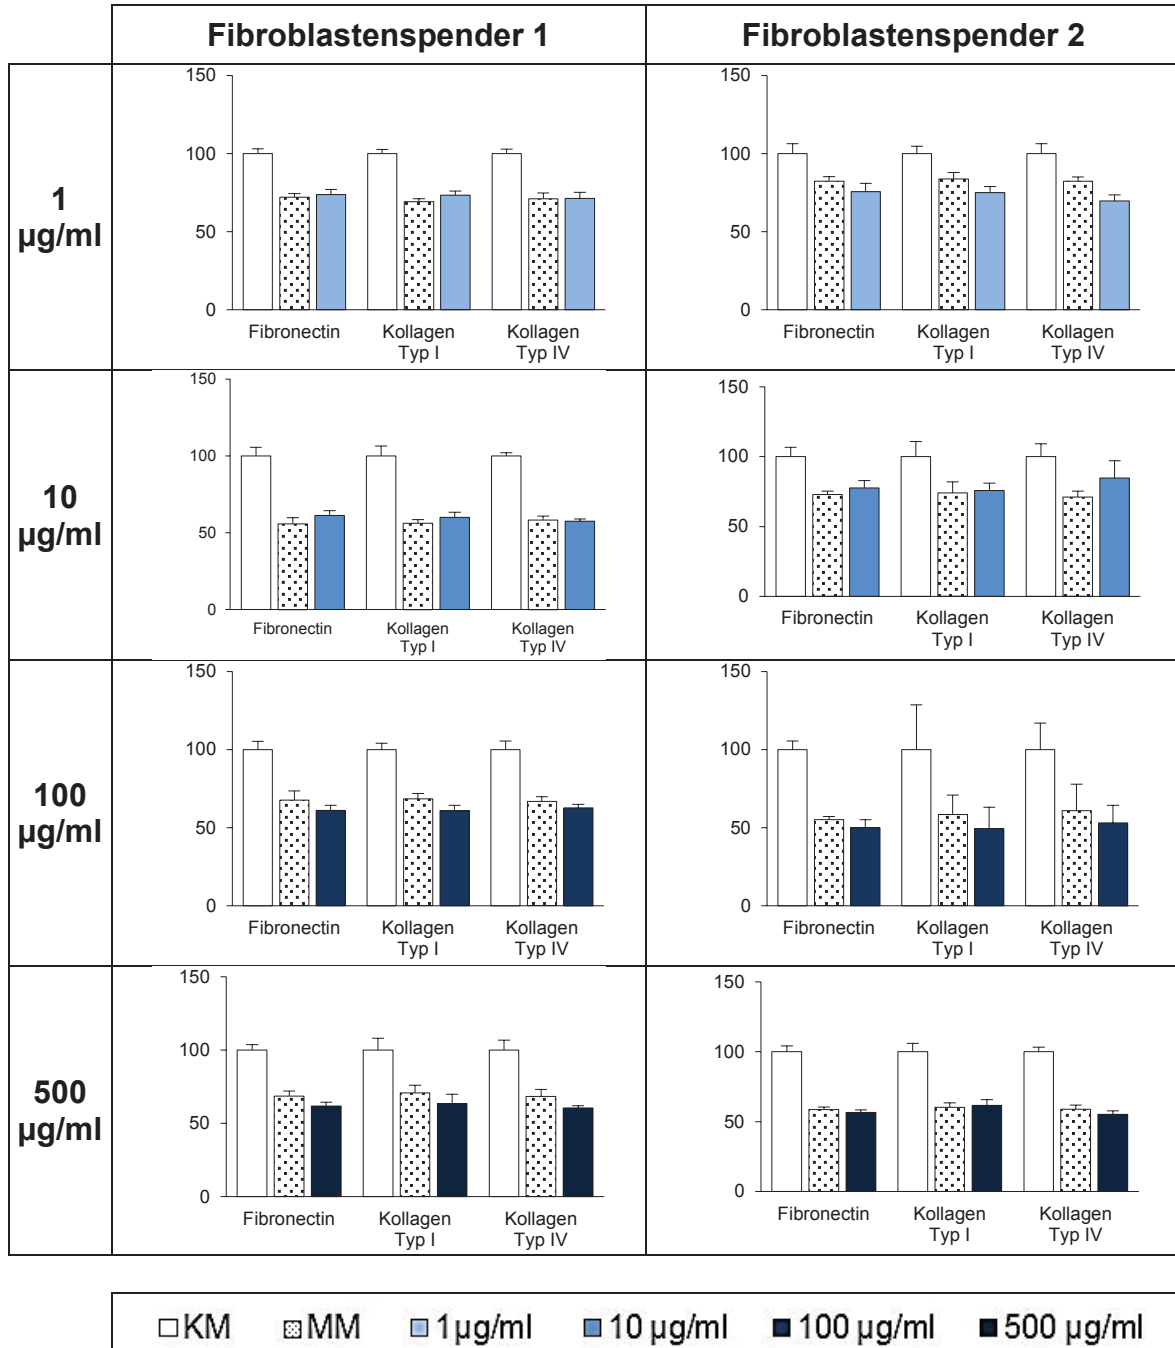 Fibroblastenspender 1
Fibroblastenspender 2
1
µg/ml
150
100
50
0
Fibronectin
Kollagen
Typ I
Kollagen
Typ IV
150
100
50
0
Fibronectin
Kollagen
Typ I
Kollagen
Typ IV
10
µg/ml
150
100
50
0
Fibronectin
Kollagen
Typ I
Kollagen
Typ IV
150
100
50
0
Fibronectin
Kollagen
Typ I
Kollagen
Typ IV
100
µg/ml
150
100
50
0
Fibronectin
Kollagen
Typ I
Kollagen
Typ IV
150
100
50
0
Fibronectin
Kollagen
Typ I
Kollagen
Typ IV
500
µg/ml
150
100
50
0
Fibronectin
Kollagen
Typ I
Kollagen
Typ IV
150
100
50
0
Fibronectin
Kollagen
Typ I
Kollagen
Typ IV
KM MM 1µg/ml 10 µg/ml 100 µg/ml 500 µg/ml